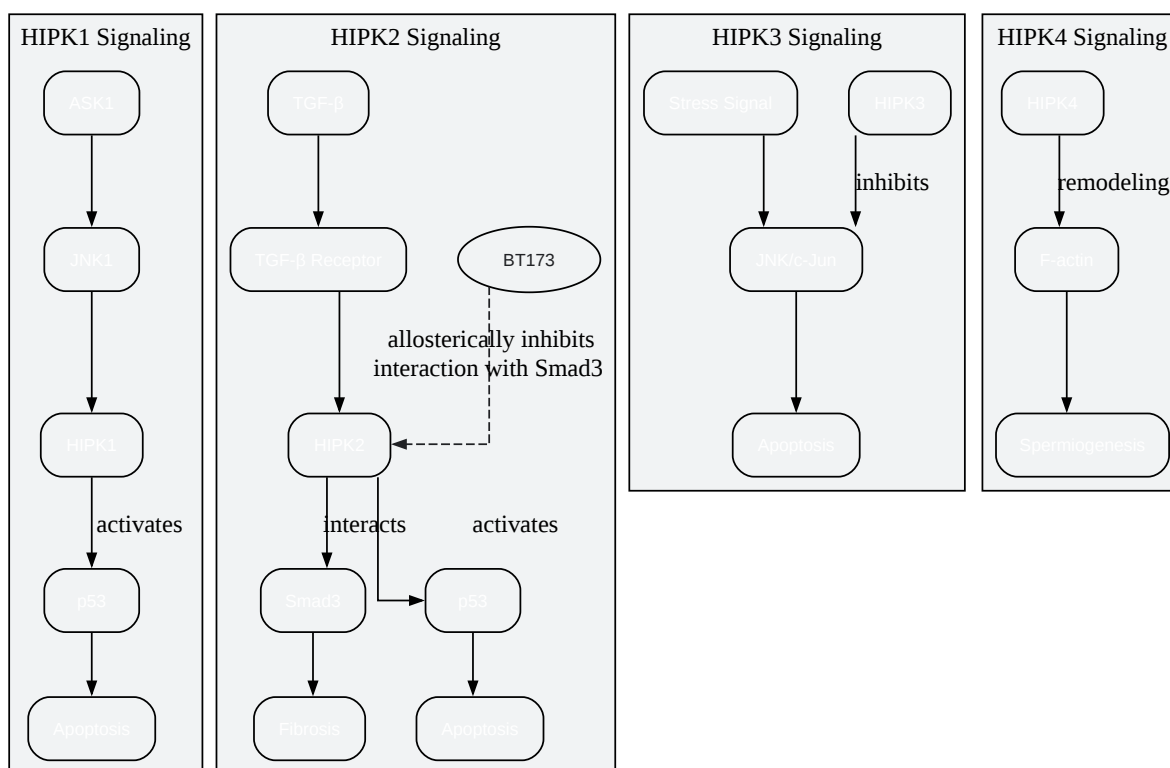 HIPK1 Signaling
ASK1
JNK1
HIPK1
activates
p53
Apoptosis
HIPK2 Signaling
TGF-β
TGF-β Receptor
BT173
allosterically inhibits
interaction with Smad3
HIPK2
interacts
activates
Smad3
p53
Fibrosis
Apoptosis
HIPK3 Signaling
Stress Signal
HIPK3
inhibits
JNK/c-Jun
Apoptosis
HIPK4 Signaling
HIPK4
remodeling
F-actin
Spermiogenesis